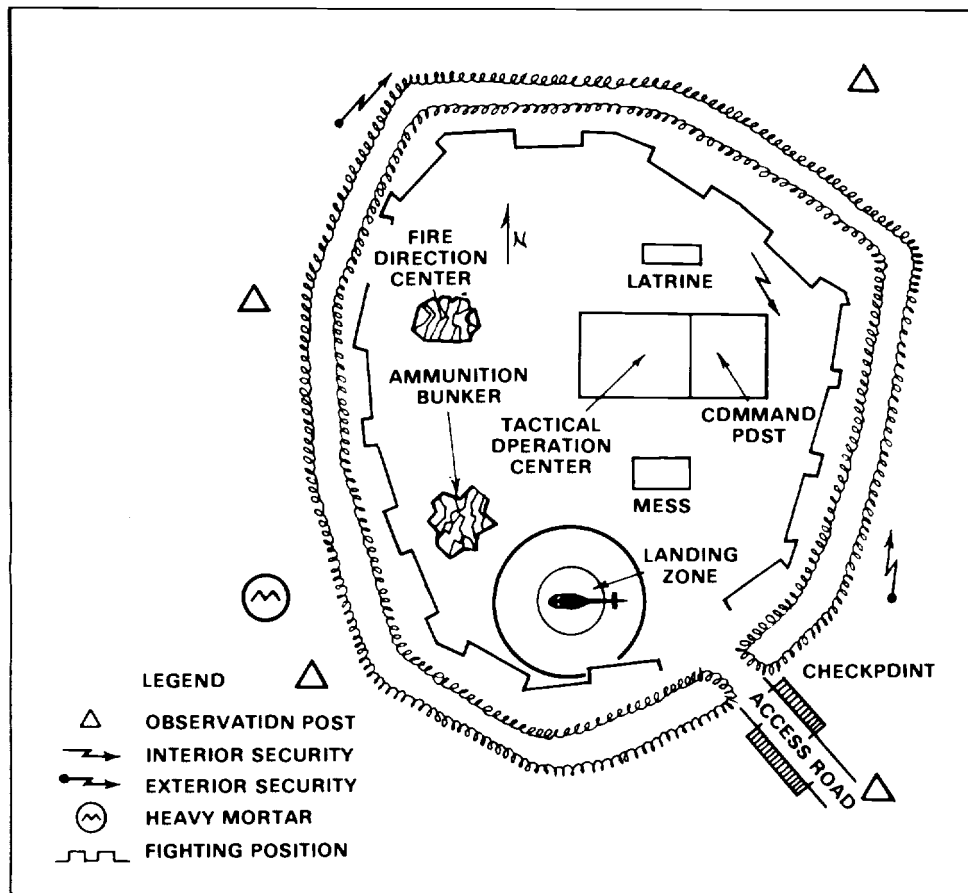 N
FIRE
DIRECTION
CENTER
LATRINE
AMMUNITION
BUNKER
TACTICAL
DPERATION
CENTER
COMMAND
PDST
MESS
LANDING
ZONE
CHECKPDINT
ACCESS ROAD
LEGEND
OBSERVATIDN POST
INTERIOR SECURITY
EXTERIOR SECURITY
HEAVY MORTAR
FIGHTING POSITION